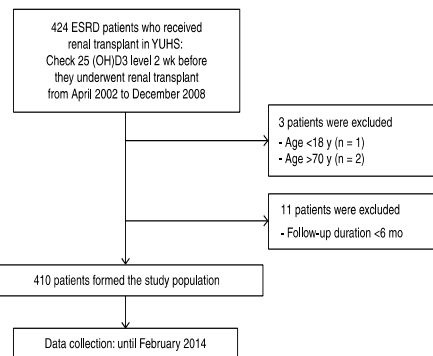 424 ESRD patients who received
renal transplant in YUHS:
Check 25 (OH)D3 level 2 wk before
they underwent renal transplant
from April 2002 to December 2008
3 patients were excluded
- Age <18 y (n = 1)
- Age >70 y (n = 2)
11 patients were excluded
- Follow-up duration <6 mo
410 patients formed the study population
Data collection: until February 2014